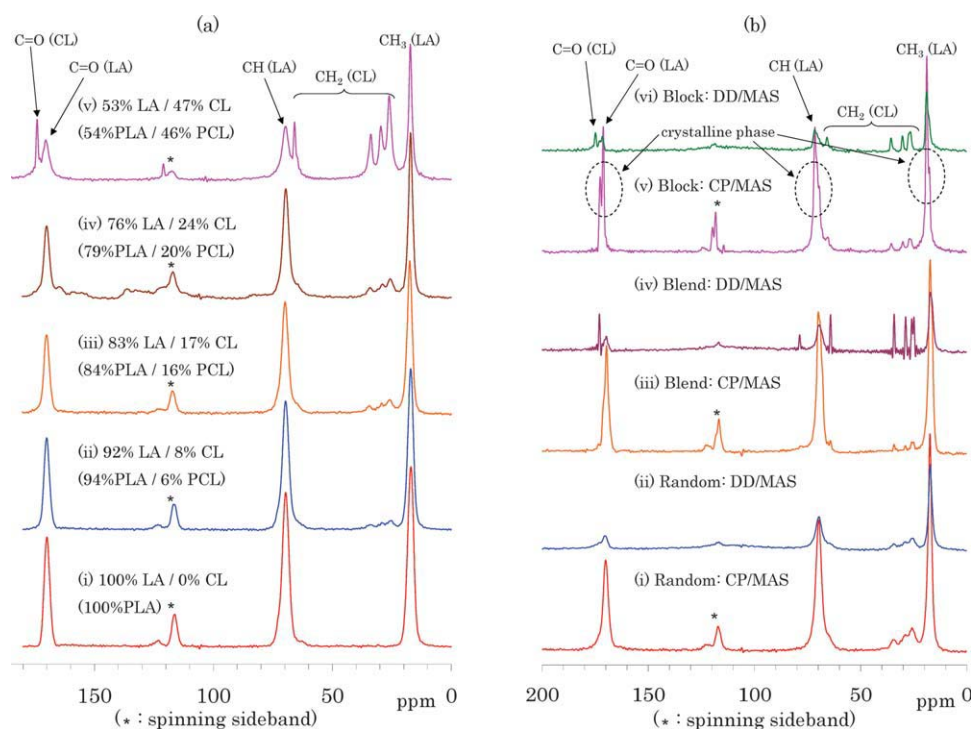 (a)
C=O (CL)
C=O (LA)
CH (LA)
CH₂ (CL)
CH₃ (LA)
(v) 53% LA / 47% CL
(54%PLA / 46% PCL)
*
(iv) 76% LA / 24% CL
(79%PLA / 20% PCL)
*
(iii) 83% LA / 17% CL
(84%PLA / 16% PCL)
*
(ii) 92% LA / 8% CL
(94%PLA / 6% PCL)
*
(i) 100% LA / 0% CL
(100%PLA)
*
150 100 50 ppm 0
(* : spinning sideband)
(b)
C=O (CL)
C=O (LA)
CH (LA)
CH₃ (LA)
CH₂ (CL)
(vi) Block: DD/MAS
crystalline phase
(v) Block: CP/MAS
*
(iv) Blend: DD/MAS
(iii) Blend: CP/MAS
*
(ii) Random: DD/MAS
(i) Random: CP/MAS
*
200 150 100 50 ppm 0
(* : spinning sideband)